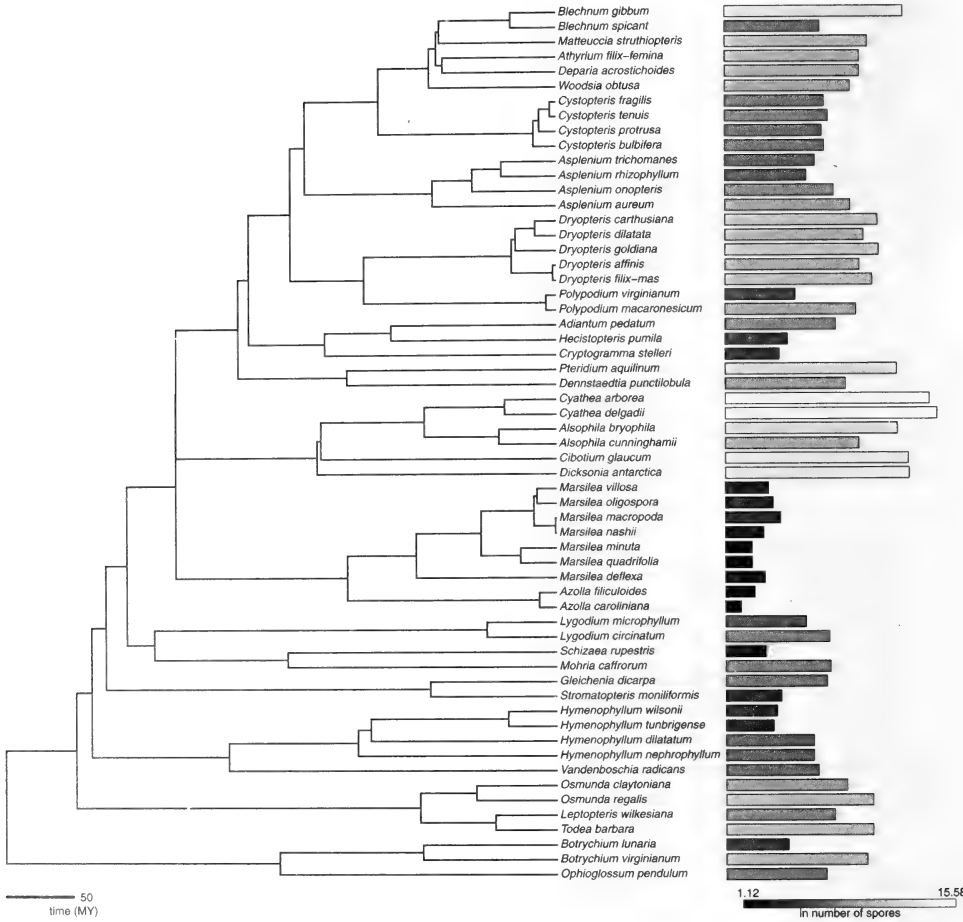 Blechnum gibbum
Blechnum spicant
Matteuccia struthiopteris
Athyrium filix-femina
Deparia acrostichoides
Woodsia obtusa
Cystopteris fragilis
Cystopteris tenuis
Cystopteris protrusa
Cystopteris bulbifera
Asplenium trichomanes
Asplenium rhizophyllum
Asplenium onopteris
Asplenium aureum
Dryopteris carthusiana
Dryopteris dilatata
Dryopteris goldiana
Dryopteris affinis
Dryopteris filix-mas
Polypodium virginianum
Polypodium macaronesicum
Adiantum pedatum
Hecistopteris pumila
Cryptogramma stelleri
Pteridium aquilinum
Dennstaedtia punctilobula
Cyathea arborea
Cyathea delgadii
Alsophila bryophila
Alsophila cunninghamii
Cibotium glaucum
Dicksonia antarctica
Marsilea villosa
Marsilea oligospora
Marsilea macropoda
Marsilea nashii
Marsilea minuta
Marsilea quadrifolia
Marsilea deflexa
Azolla filiculoides
Azolla caroliniana
Lygodium microphyllum
Lygodium circinatum
Schizaea rupestris
Mohria caffrorum
Gleichenia dicarpa
Stromatopteris moniliformis
Hymenophyllum wilsonii
Hymenophyllum tunbrigense
Hymenophyllum dilatatum
Hymenophyllum nephrophyllum
Vandenboschia radicans
Osmunda claytoniana
Osmunda regalis
Leptopteris wilkesiana
Todea barbara
Botrychium lunaria
Botrychium virginianum
Ophioglossum pendulum
50
time (MY)
1.12 15.58
ln number of spores